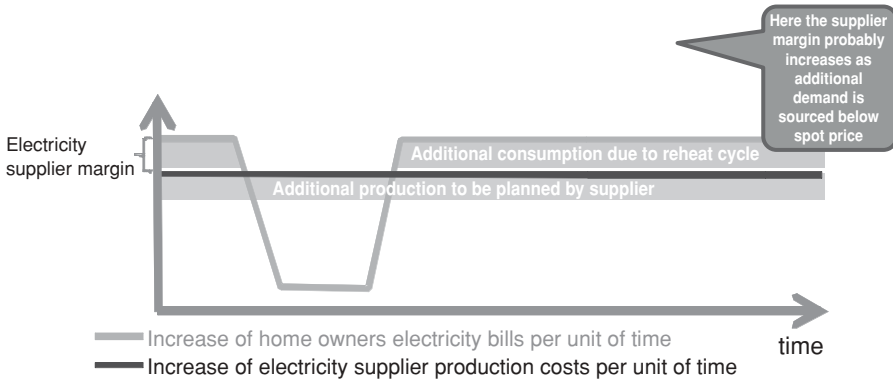 Here the supplier
margin probably
increases as
additional
demand is
sourced below
spot price
Electricity
supplier margin
Additional consumption due to reheat cycle
Additional production to be planned by supplier
time
Increase of home owners electricity bills per unit of time
Increase of electricity supplier production costs per unit of time